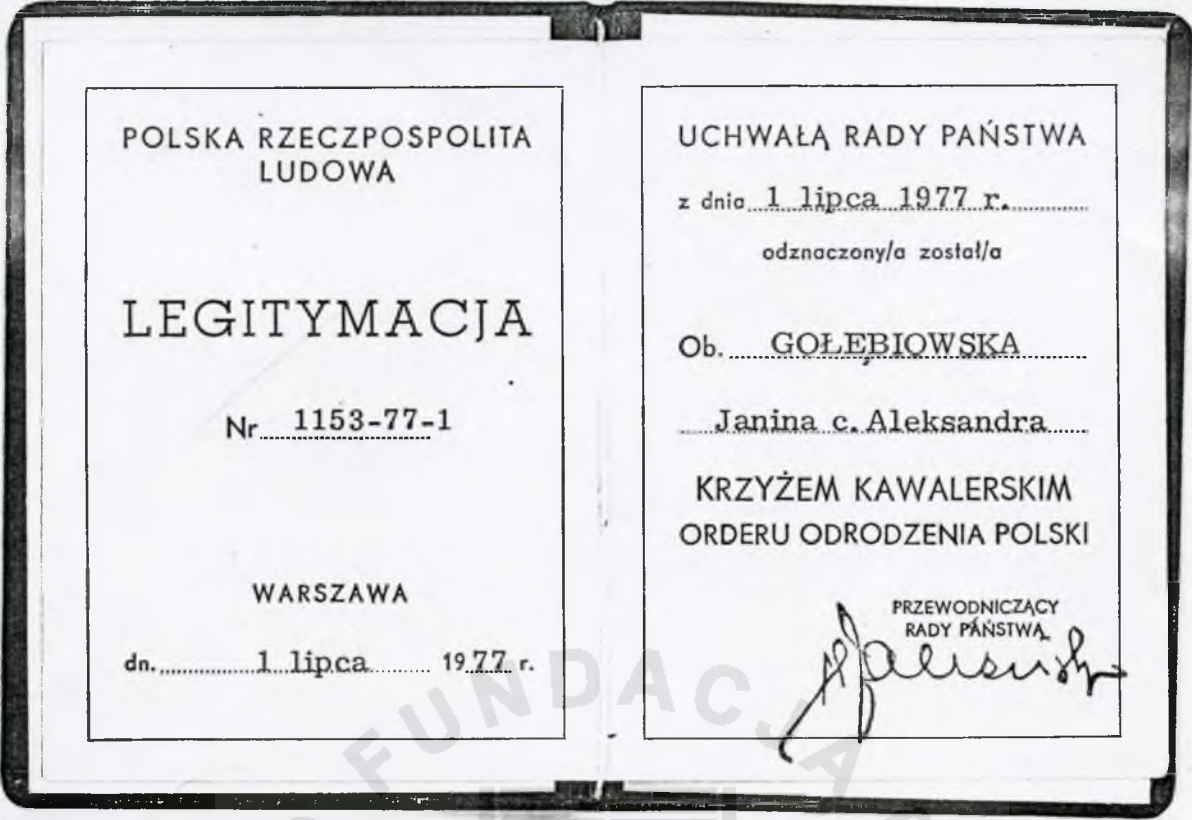 POLSKA RZECZPOSPOLITA
LUDOWA
LEGITYMACJA
Nr 1153-77-1
WARSZAWA
dn. 1 lipca 1977 r.
UCHWAŁĄ RADY PAŃSTWA
z dnia 1 lipca 1977 r.
odznaczony/a został/a
Ob. GOŁĘBIOWSKA
Janina c. Aleksandra
KRZYŻEM KAWALERSKIM
ORDERU ODRODZENIA POLSKI
PRZEWODNICZĄCY
RADY PAŃSTWA
FUNDACJA